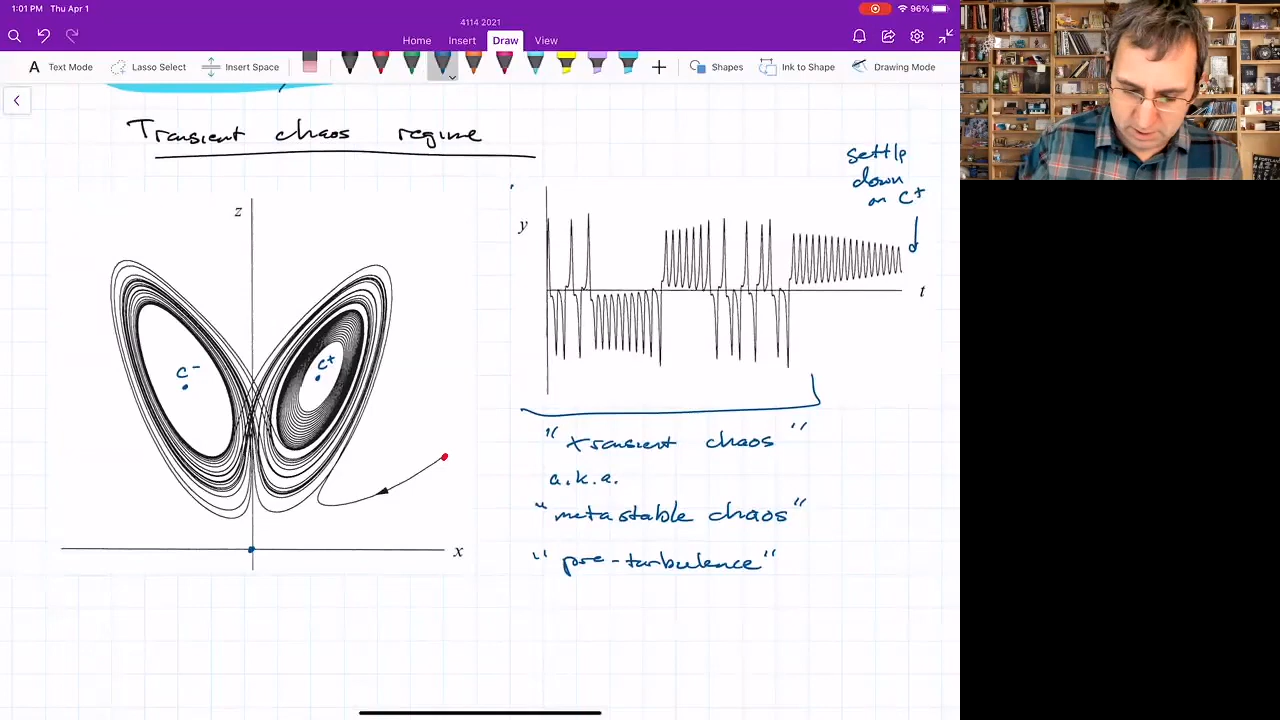 1:01 PM Thu Apr 1
96%
4114 2021
Home Insert Draw View
A Text Mode Lasso Select Insert Space Shapes Ink to Shape Drawing Mode
Transient chaos regime
settle
down
on C+
z
y
t
C-
C+
x
"transient chaos"
a.k.a.
"metastable chaos"
"pre-turbulence"